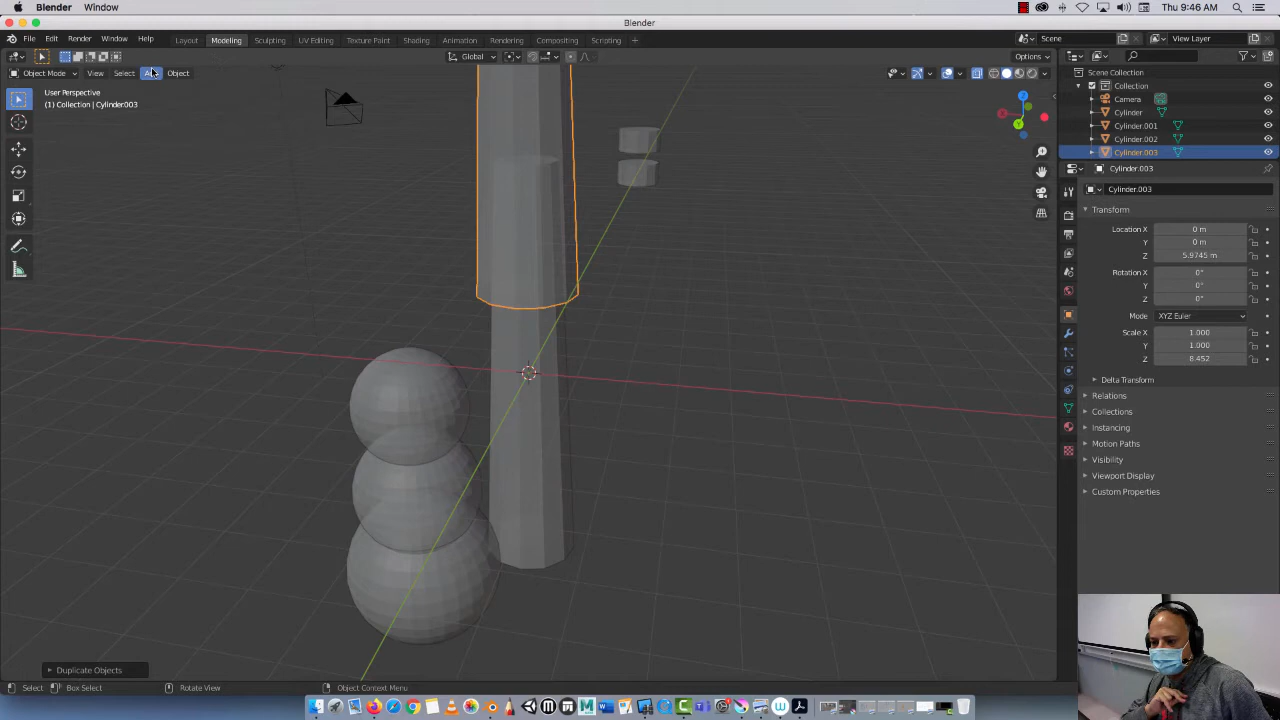 Blender Window
Thu 9:46 AM
Blender
File Edit Render Window Help
Layout Modeling Sculpting UV Editing Texture Paint Shading Animation Rendering Compositing Scripting +
Scene
View Layer
Global
Options
Object Mode View Select Object
User Perspective
(1) Collection | Cylinder.003
Scene Collection
Collection
Camera
Cylinder
Cylinder.001
Cylinder.002
Cylinder.003
Cylinder.003
Cylinder.003
Transform
Location X 0 m
Y 0 m
Z 5.9745 m
Rotation X 0°
Y 0°
Z 0°
Mode XYZ Euler
Scale X 1.000
Y 1.000
Z 8.452
Delta Transform
Relations
Collections
Instancing
Motion Paths
Visibility
Viewport Display
Custom Properties
Z
Y
Duplicate Objects
Select Box Select Rotate View Object Context Menu